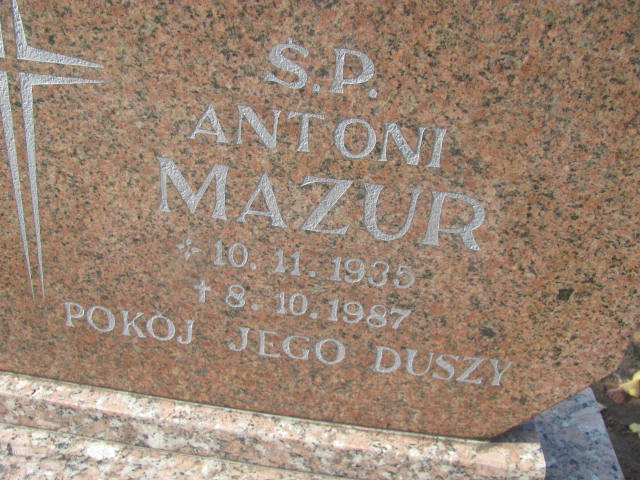 Ś.P.
ANTONI
MAZUR
10.11.1935
† 8.10.1987
POKÓJ JEGO DUSZY